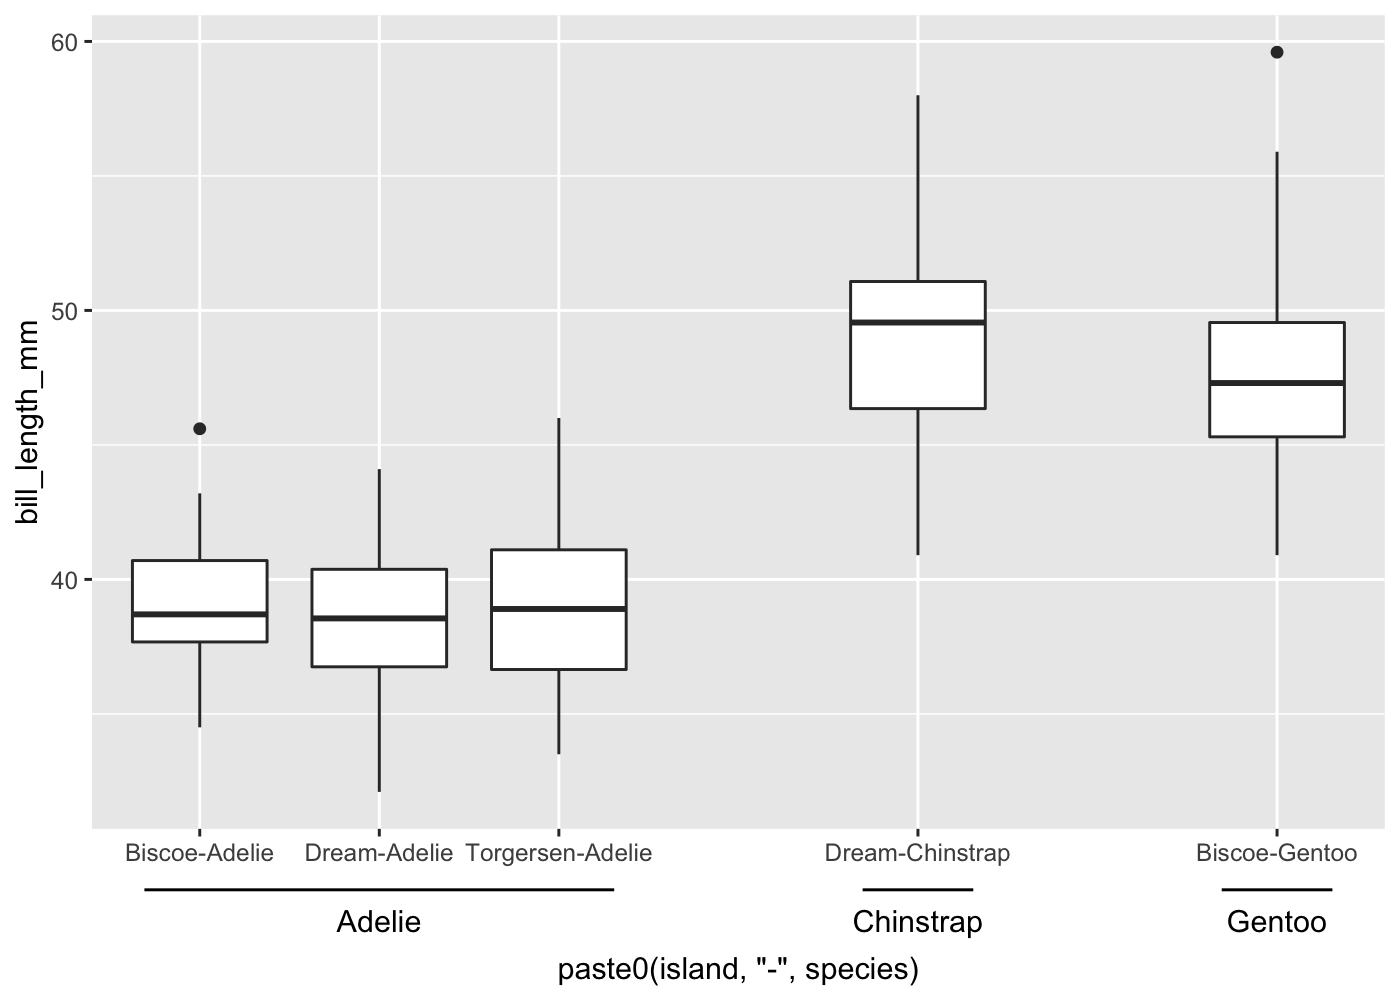 60
50
40
bill_length_mm
Biscoe-Adelie Dream-Adelie Torgersen-Adelie Dream-Chinstrap Biscoe-Gentoo
Adelie Chinstrap Gentoo
paste0(island, "-", species)